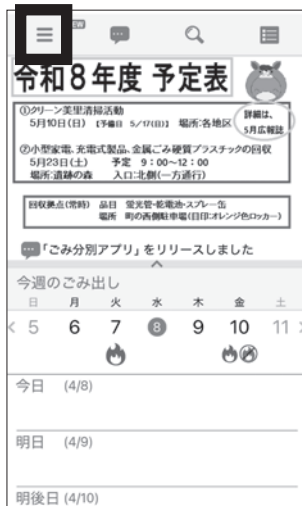 NEW
令和8年度 予定表
①クリーン美里清掃活動
5月10日(日) 【予備日 5/17(日)】 場所:各地区
詳細は、
5月広報誌
②小型家電、充電式製品、金属ごみ硬質プラスチックの回収
5月23日(土) 予定 9:00~12:00
場所:遺跡の森 入口:北側(一方通行)
回収拠点(常時) 品目 蛍光管・乾電池・スプレー缶
場所 町の西側駐車場(目印:オレンジ色ロッカー)
「ごみ分別アプリ」をリリースしました
今週のごみ出し
日 月 火 水 木 金 土
< 5 6 7 8 9 10 11 >
今日 (4/8)
明日 (4/9)
明後日 (4/10)